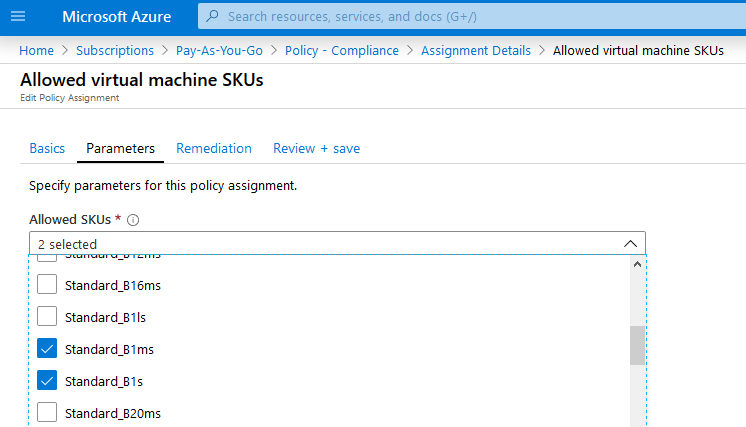 Microsoft Azure
Search resources, services, and docs (G+/)
Home > Subscriptions > Pay-As-You-Go > Policy - Compliance > Assignment Details > Allowed virtual machine SKUs
Allowed virtual machine SKUs
Edit Policy Assignment
Basics Parameters Remediation Review + save
Specify parameters for this policy assignment.
Allowed SKUs *
2 selected
Standard_B12ms
Standard_B16ms
Standard_B1ls
Standard_B1ms
Standard_B1s
Standard_B20ms